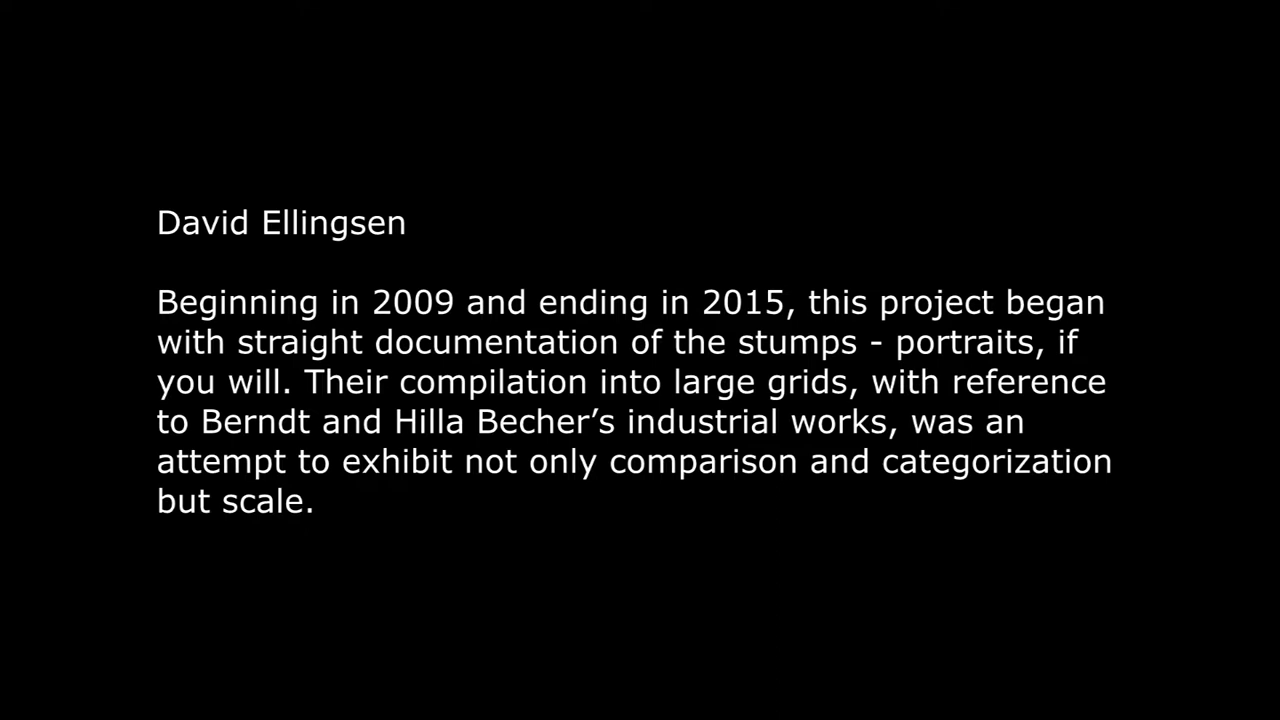 David Ellingsen
Beginning in 2009 and ending in 2015, this project began
with straight documentation of the stumps - portraits, if
you will. Their compilation into large grids, with reference
to Berndt and Hilla Becher’s industrial works, was an
attempt to exhibit not only comparison and categorization
but scale.